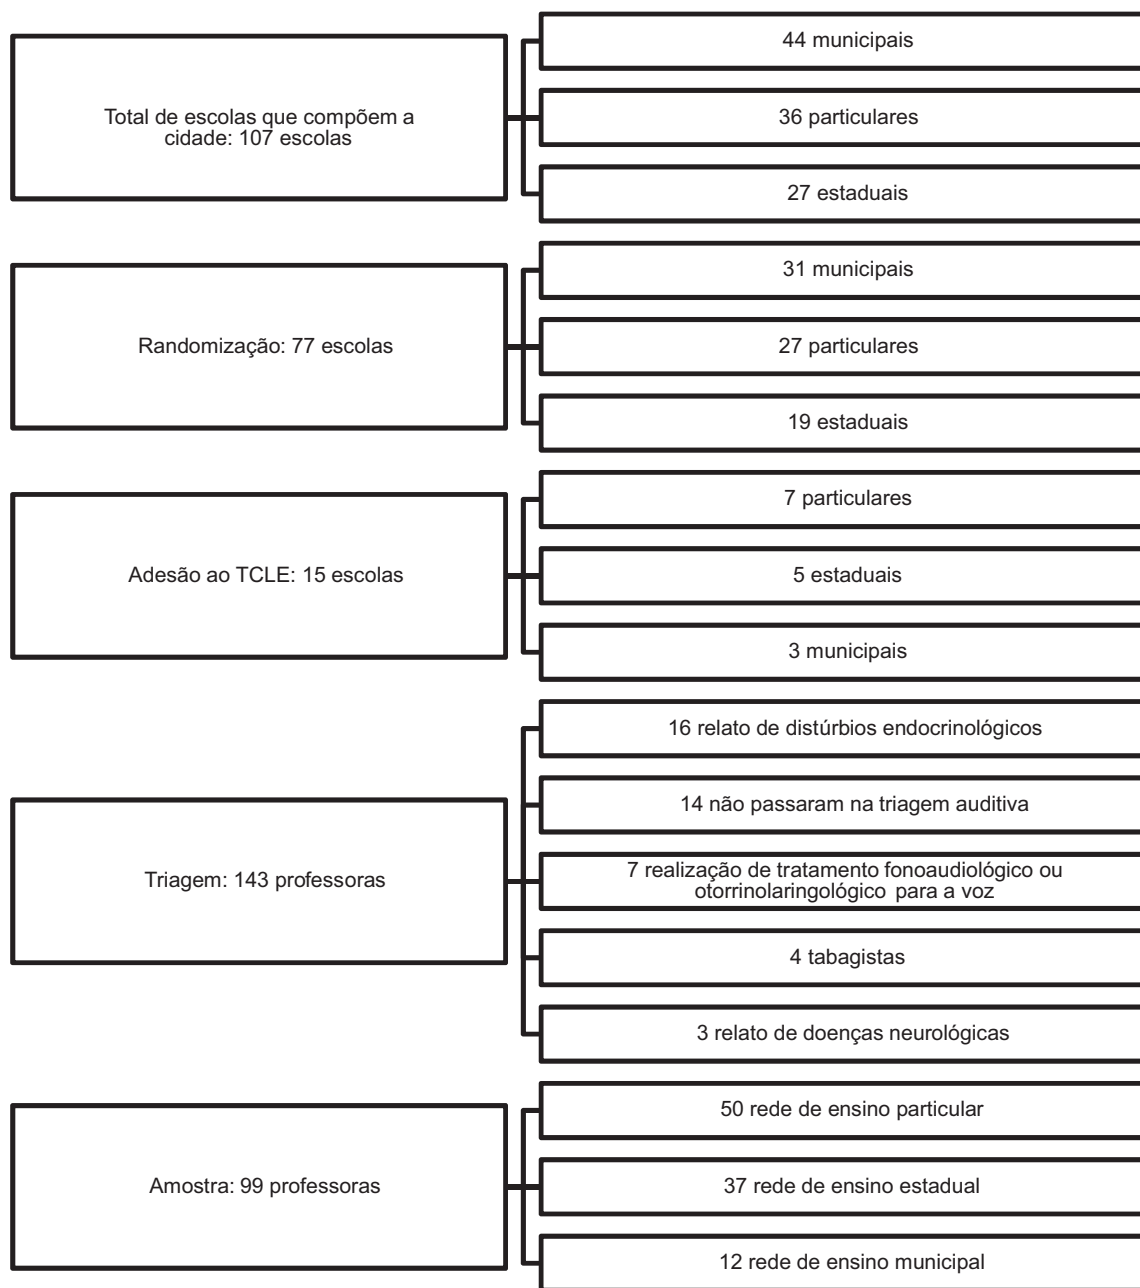 Total de escolas que compõem a
cidade: 107 escolas
44 municipais
36 particulares
27 estaduais
Randomização: 77 escolas
31 municipais
27 particulares
19 estaduais
Adesão ao TCLE: 15 escolas
7 particulares
5 estaduais
3 municipais
Triagem: 143 professoras
16 relato de distúrbios endocrinológicos
14 não passaram na triagem auditiva
7 realização de tratamento fonoaudiológico ou
otorrinolaringológico para a voz
4 tabagistas
3 relato de doenças neurológicas
Amostra: 99 professoras
50 rede de ensino particular
37 rede de ensino estadual
12 rede de ensino municipal